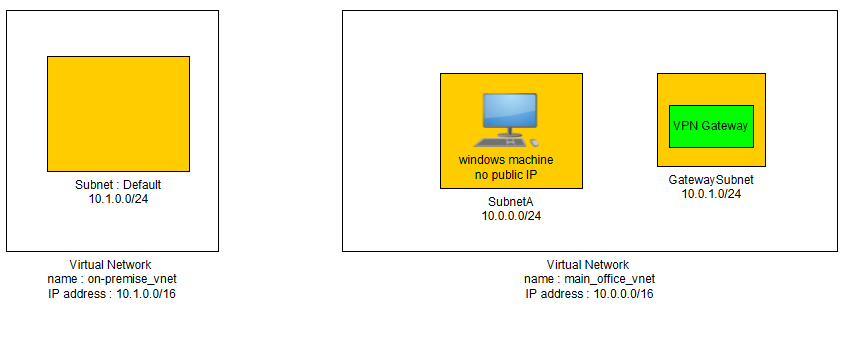 Subnet : Default
10.1.0.0/24
Virtual Network
name : on-premise_vnet
IP address : 10.1.0.0/16
windows machine
no public IP
SubnetA
10.0.0.0/24
VPN Gateway
GatewaySubnet
10.0.1.0/24
Virtual Network
name : main_office_vnet
IP address : 10.0.0.0/16